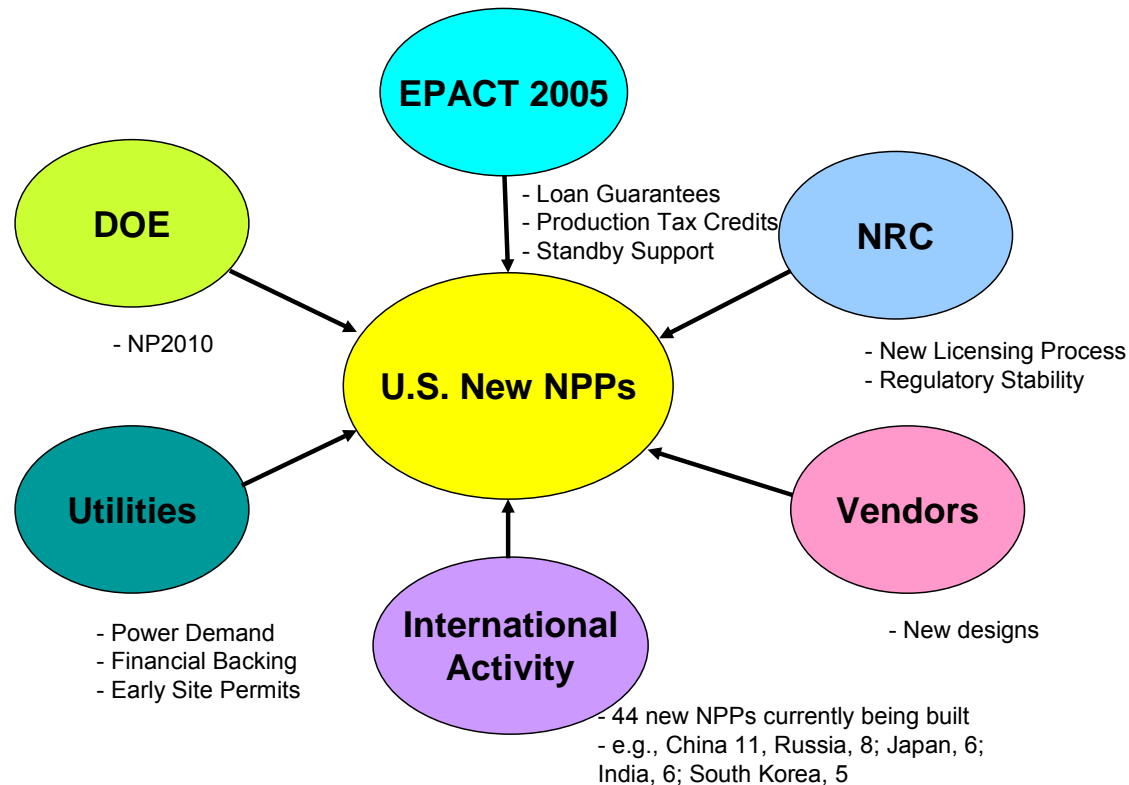 EPACT 2005
- Loan Guarantees
- Production Tax Credits
- Standby Support
DOE
- NP2010
NRC
- New Licensing Process
- Regulatory Stability
U.S. New NPPs
Utilities
- Power Demand
- Financial Backing
- Early Site Permits
International
Activity
- 44 new NPPs currently being built
- e.g., China 11, Russia, 8; Japan, 6;
India, 6; South Korea, 5
Vendors
- New designs